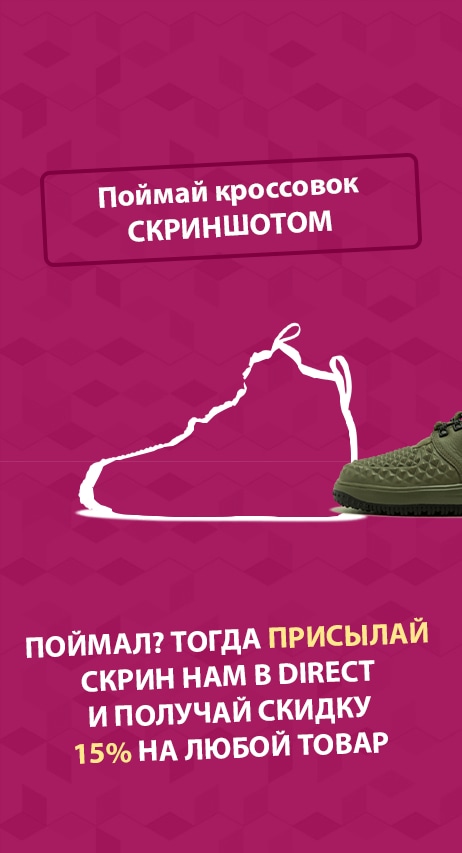 Поймай кроссовок
СКРИНШОТОМ
ПОЙМАЛ? ТОГДА ПРИСЫЛАЙ
СКРИН НАМ В DIRECT
И ПОЛУЧАЙ СКИДКУ
15% НА ЛЮБОЙ ТОВАР